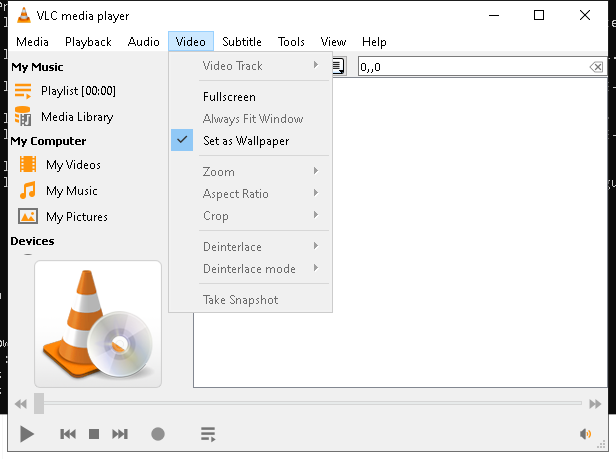 VLC media player
Media Playback Audio Video Subtitle Tools View Help
My Music
Playlist [00:00]
Media Library
My Computer
My Videos
My Music
My Pictures
Devices
Video Track
Fullscreen
Always Fit Window
Set as Wallpaper
Zoom
Aspect Ratio
Crop
Deinterlace
Deinterlace mode
Take Snapshot
0,,0